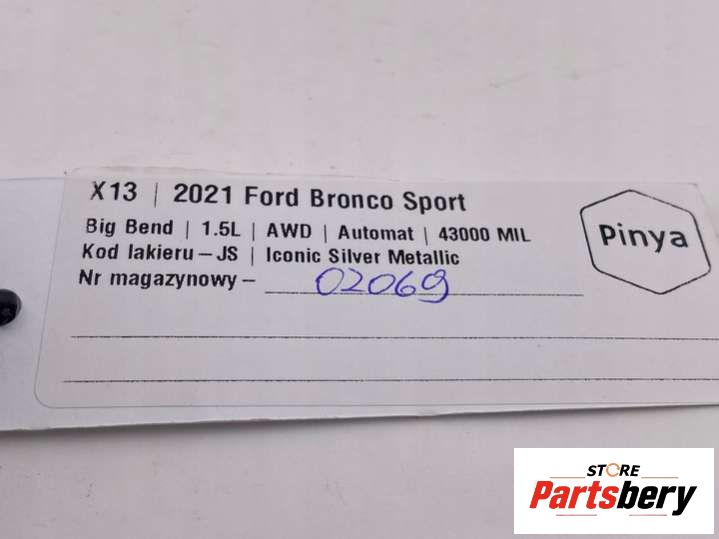 X13 | 2021 Ford Bronco Sport
Big Bend | 1.5L | AWD | Automat | 43000 MIL
Kod lakieru – JS | Iconic Silver Metallic
Nr magazynowy – 02069
Pinya
STORE
Partsbery